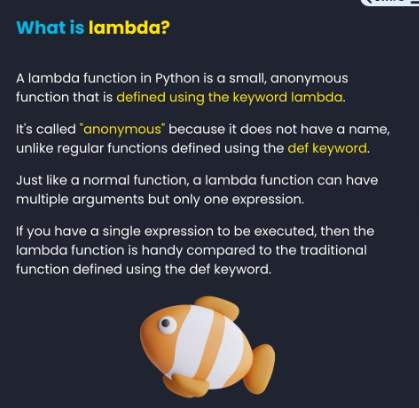 What is lambda?
A lambda function in Python is a small, anonymous
function that is defined using the keyword lambda.
It's called "anonymous" because it does not have a name,
unlike regular functions defined using the def keyword.
Just like a normal function, a lambda function can have
multiple arguments but only one expression.
If you have a single expression to be executed, then the
lambda function is handy compared to the traditional
function defined using the def keyword.